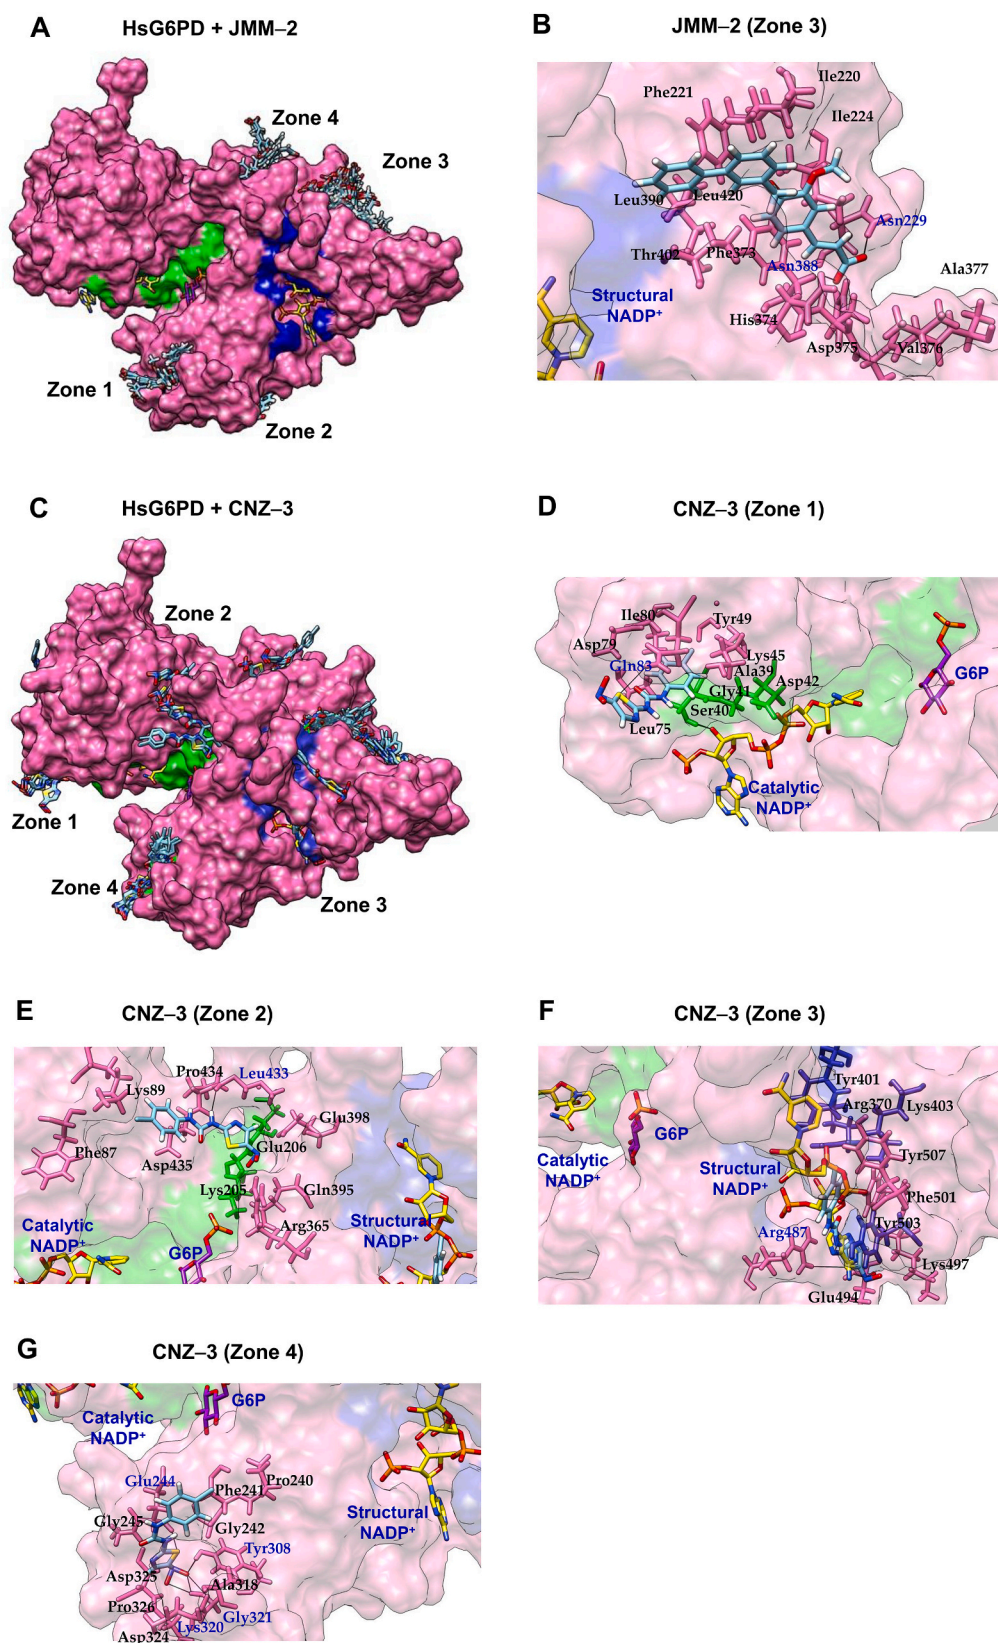 A
HsG6PD + JMM–2
Zone 4
Zone 3
Zone 1
Zone 2
B
JMM–2 (Zone 3)
Ile220
Phe221
Ile224
Leu390
Leu420
Asn229
Thr402
Phe373
Asn388
Ala377
Structural
NADP+
His374
Asp375
Val376
C
HsG6PD + CNZ–3
Zone 2
Zone 1
Zone 4
Zone 3
D
CNZ–3 (Zone 1)
Ile80
Tyr49
Asp79
Gln83
Lys45
Ala39
G6P
Gly41
Asp42
Ser40
Leu75
Catalytic
NADP+
E
CNZ–3 (Zone 2)
Pro434
Leu433
Lys89
Glu398
Phe87
Glu206
Asp435
Lys205
Gln395
Arg365
Catalytic
NADP+
G6P
Structural
NADP+
F
CNZ–3 (Zone 3)
Tyr401
Arg370
Lys403
G6P
Catalytic
NADP+
Structural
NADP+
Tyr507
Phe501
Arg487
Tyr503
Lys497
Glu494
G
CNZ–3 (Zone 4)
G6P
Catalytic
NADP+
Glu244
Phe241
Pro240
Structural
NADP+
Gly245
Gly242
Tyr308
Asp325
Ala318
Pro326
Gly321
Lys320
Asp324